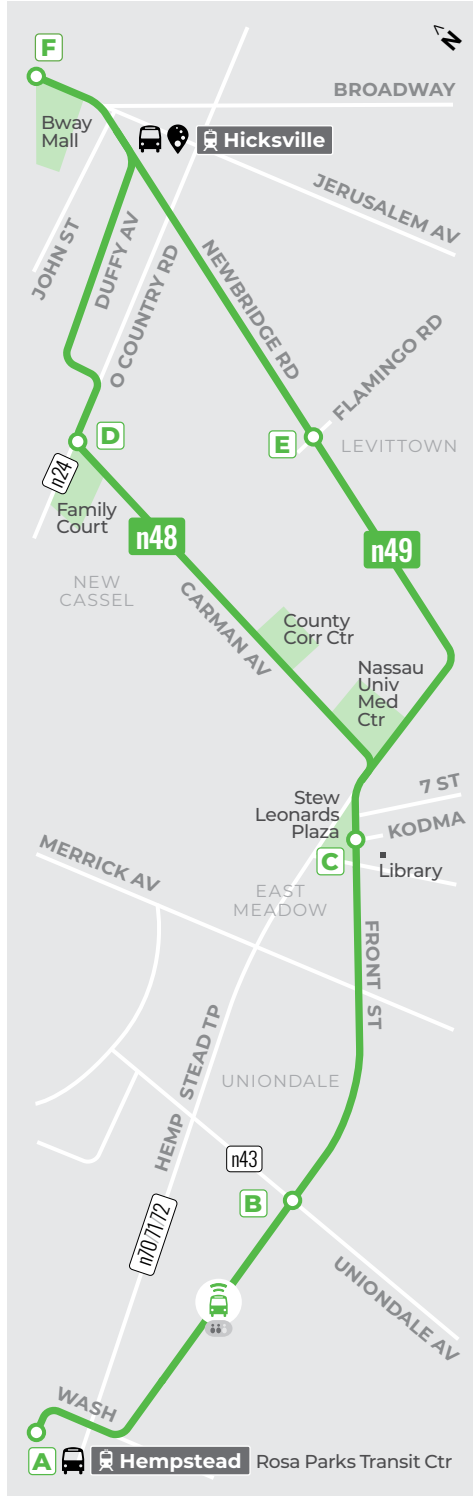 N
F
BROADWAY
Bway
Mall
Hicksville
JERUSALEM AV
JOHN ST
DUFFY AV
O COUNTRY RD
NEWBRIDGE RD
FLAMINGO RD
D
E
LEVITTOWN
n24
Family
Court
n48
n49
NEW
CASSEL
CARMAN AV
County
Corr Ctr
Nassau
Univ
Med
Ctr
7 ST
Stew
Leonards
Plaza
KODMA
C
Library
MERRICK AV
EAST
MEADOW
FRONT ST
HEMP STEAD TP
UNIONDALE
n43
B
n70/71/72
UNIONDALE AV
WASH
A
Hempstead
Rosa Parks Transit Ctr